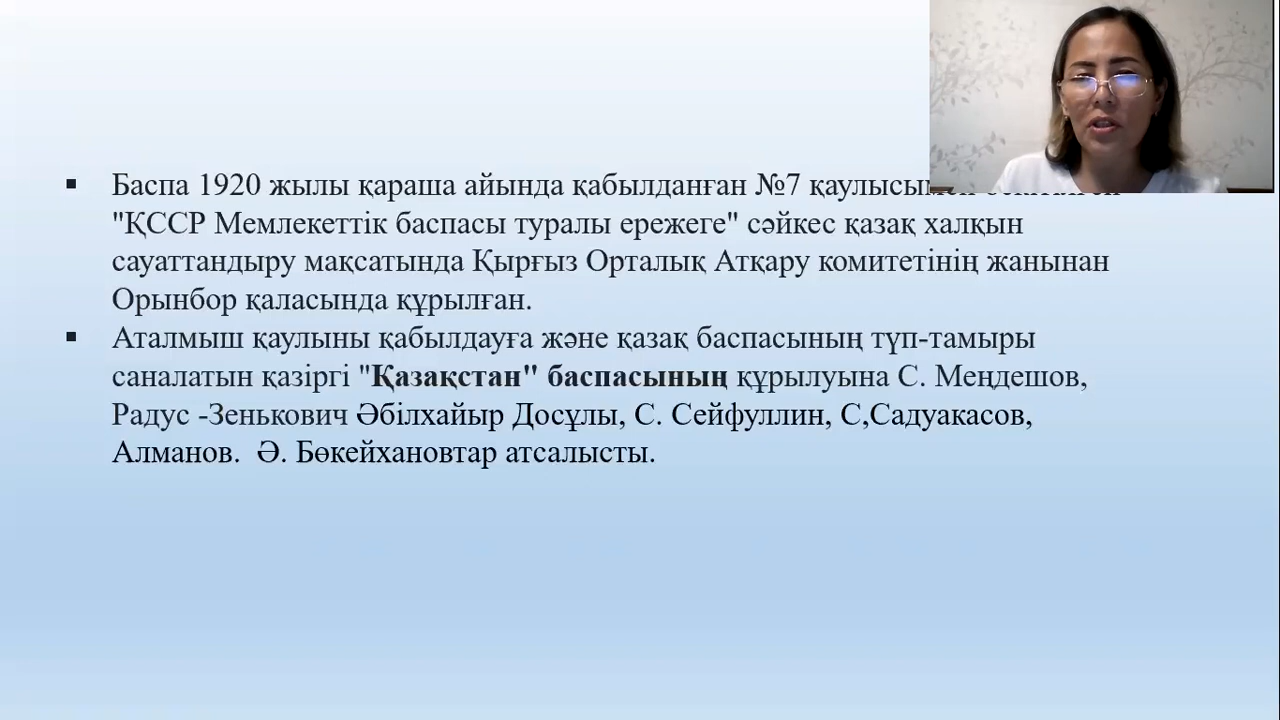 Баспа 1920 жылы қараша айында қабылданған №7
"ҚССР Мемлекеттік баспасы туралы ережеге" сәйкес қазақ халқын
сауаттандыру мақсатында Қырғыз Орталық Атқару комитетінің жанынан
Орынбор қаласында құрылған.
Аталмыш қаулыны қабылдауға және қазақ баспасының түп-тамыры
саналатын қазіргі "Қазақстан" баспасының құрылуына С. Меңдешов,
Радус -Зенькович Әбілхайыр Досұлы, С. Сейфуллин, С,Садуакасов,
Алманов. Ә. Бөкейхановтар атсалысты.